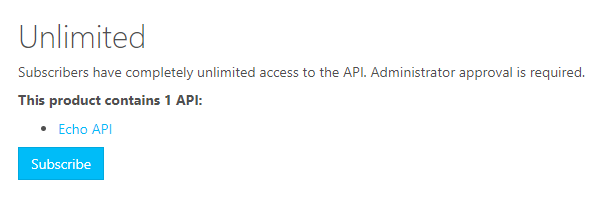 Unlimited
Subscribers have completely unlimited access to the API. Administrator approval is required.
This product contains 1 API:
• Echo API
Subscribe